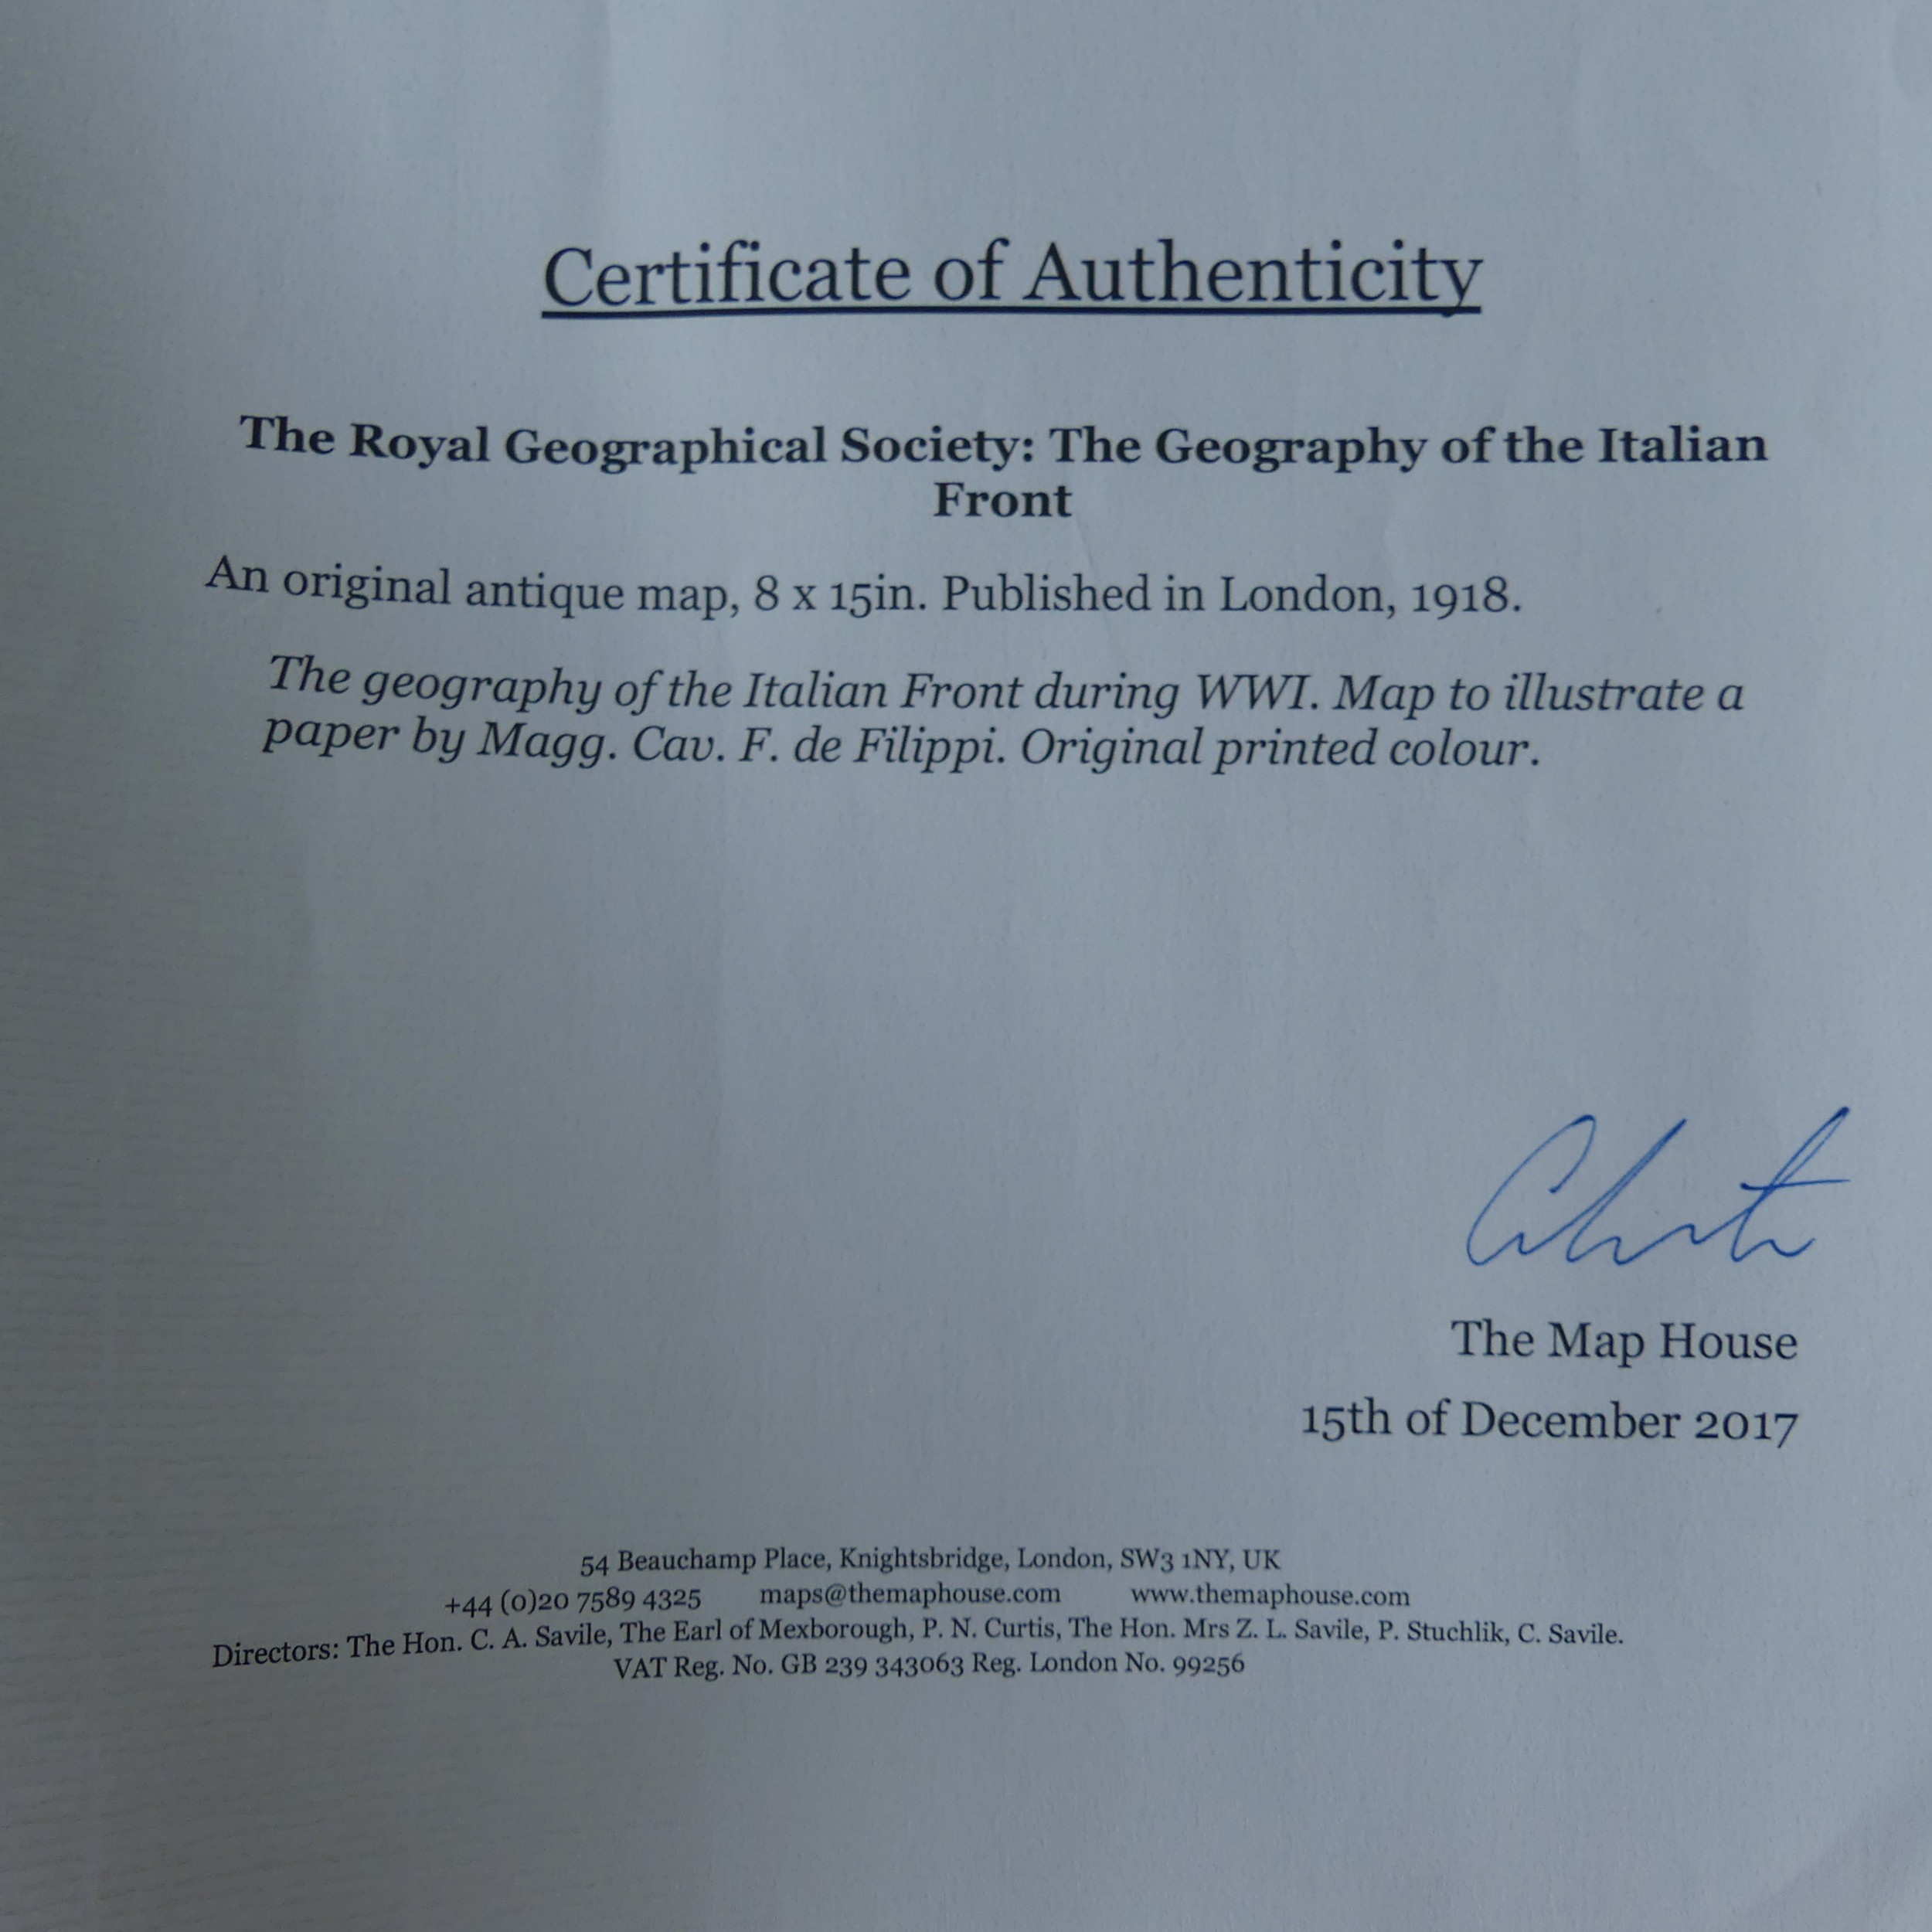 Certificate of Authenticity
The Royal Geographical Society: The Geography of the Italian
Front
An original antique map, 8 x 15in. Published in London, 1918.
The geography of the Italian Front during WWI. Map to illustrate a
paper by Magg. Cav. F. de Filippi. Original printed colour.
The Map House
15th of December 2017
54 Beauchamp Place, Knightsbridge, London, SW3 1NY, UK
+44 (0)20 7589 4325 maps@themaphouse.com www.themaphouse.com
Directors: The Hon. C. A. Savile, The Earl of Mexborough, P. N. Curtis, The Hon. Mrs Z. L. Savile, P. Stuchlik, C. Savile.
VAT Reg. No. GB 239 343063 Reg. London No. 99256